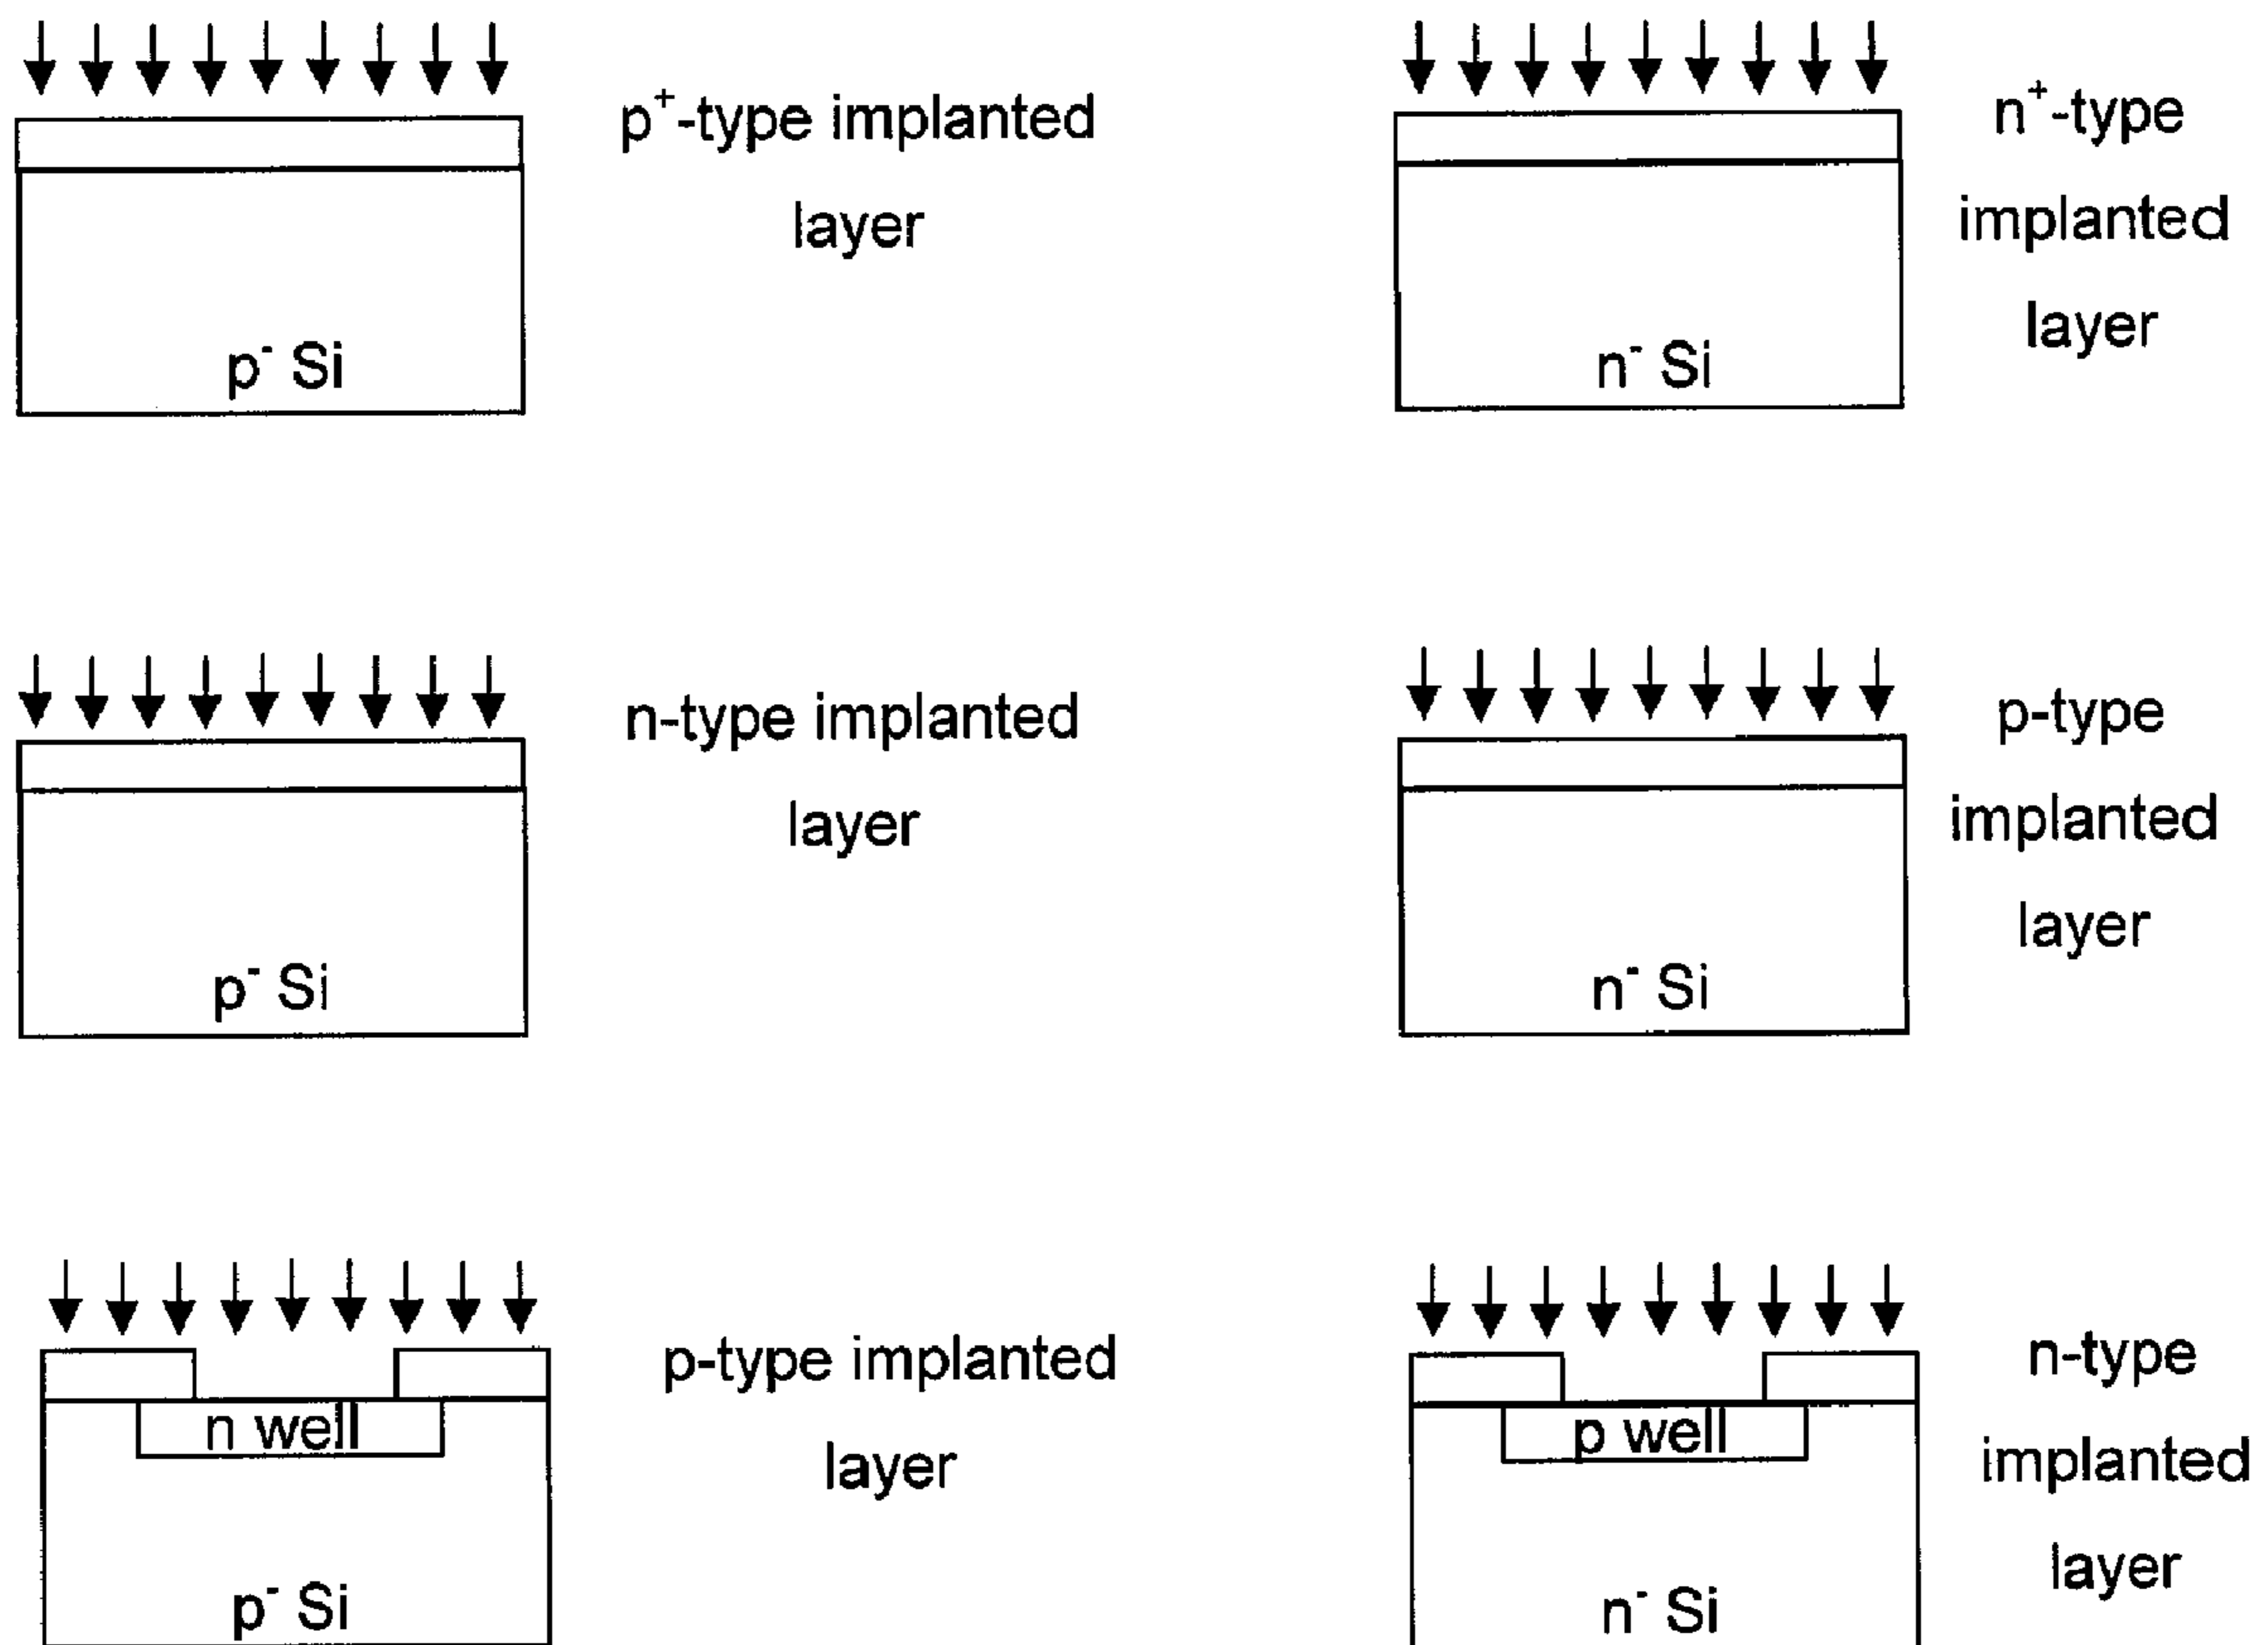 p⁺-type implanted
layer
p⁻ Si
n⁺-type
implanted
layer
n⁻ Si
n-type implanted
layer
p⁻ Si
p-type
implanted
layer
n⁻ Si
p-type implanted
layer
n well
p⁻ Si
n-type
implanted
layer
p well
n⁻ Si